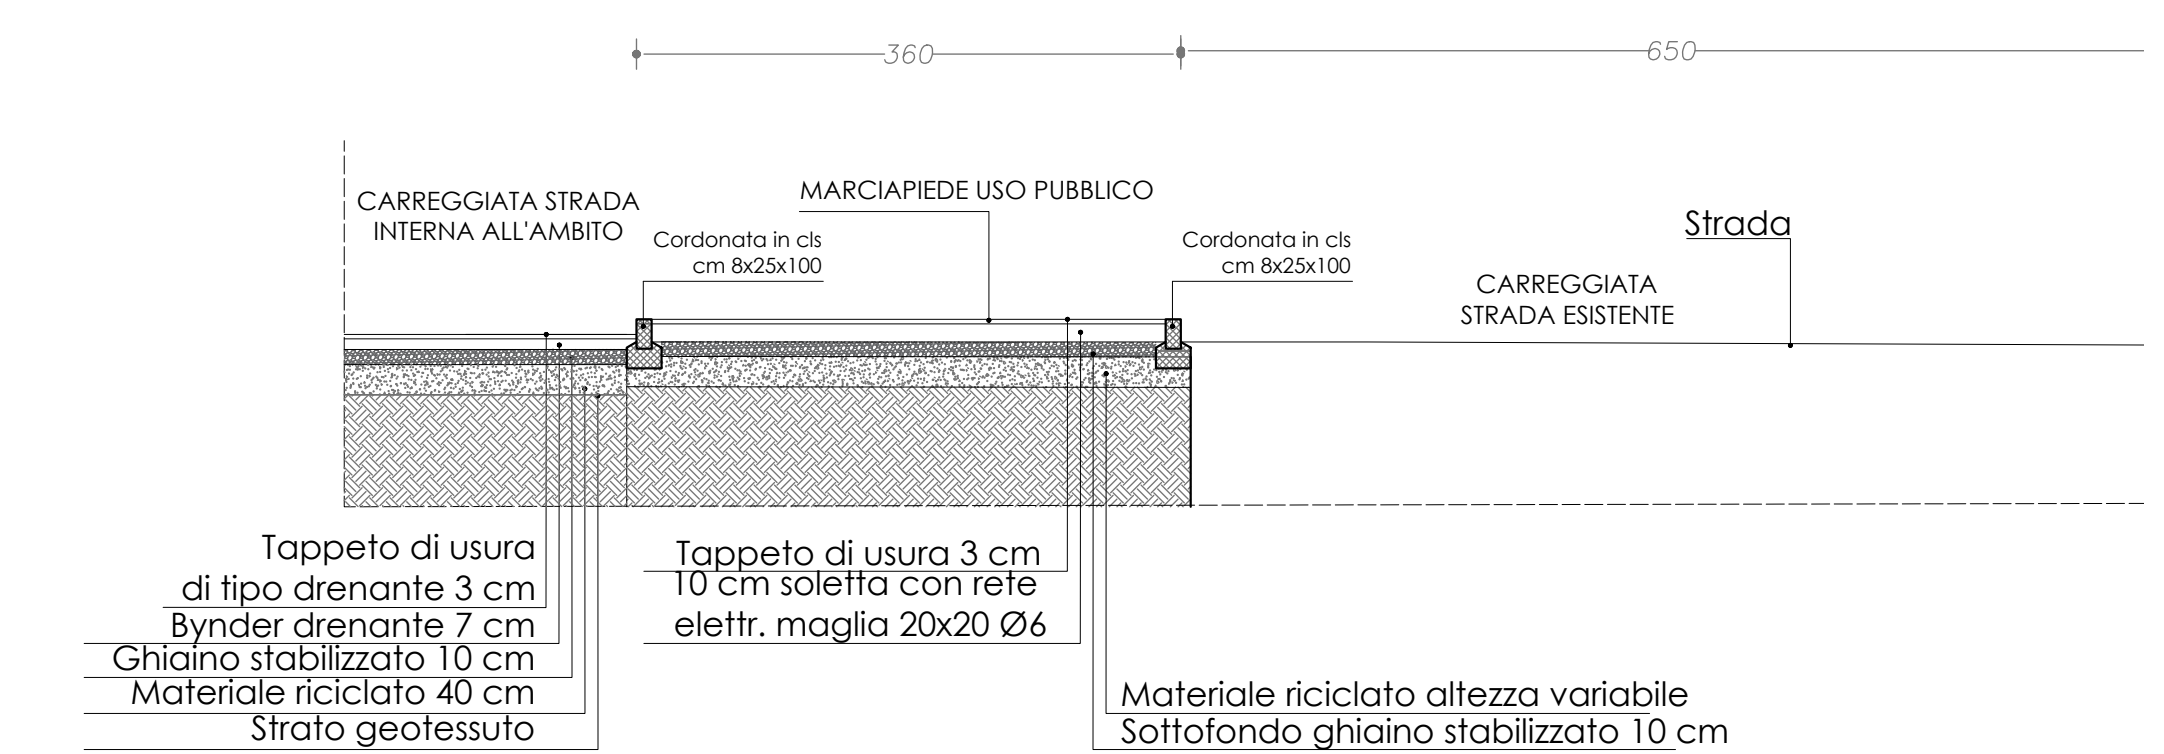 360
650
CARREGGIATA STRADA
INTERNA ALL'AMBITO
MARCIAPIEDE USO PUBBLICO
Cordonata in cls
cm 8x25x100
Cordonata in cls
cm 8x25x100
Strada
CARREGGIATA
STRADA ESISTENTE
Tappeto di usura
di tipo drenante 3 cm
Bynder drenante 7 cm
Ghiaino stabilizzato 10 cm
Materiale riciclato 40 cm
Strato geotessuto
Tappeto di usura 3 cm
10 cm soletta con rete
elettr. maglia 20x20 Ø6
Materiale riciclato altezza variabile
Sottofondo ghiaino stabilizzato 10 cm